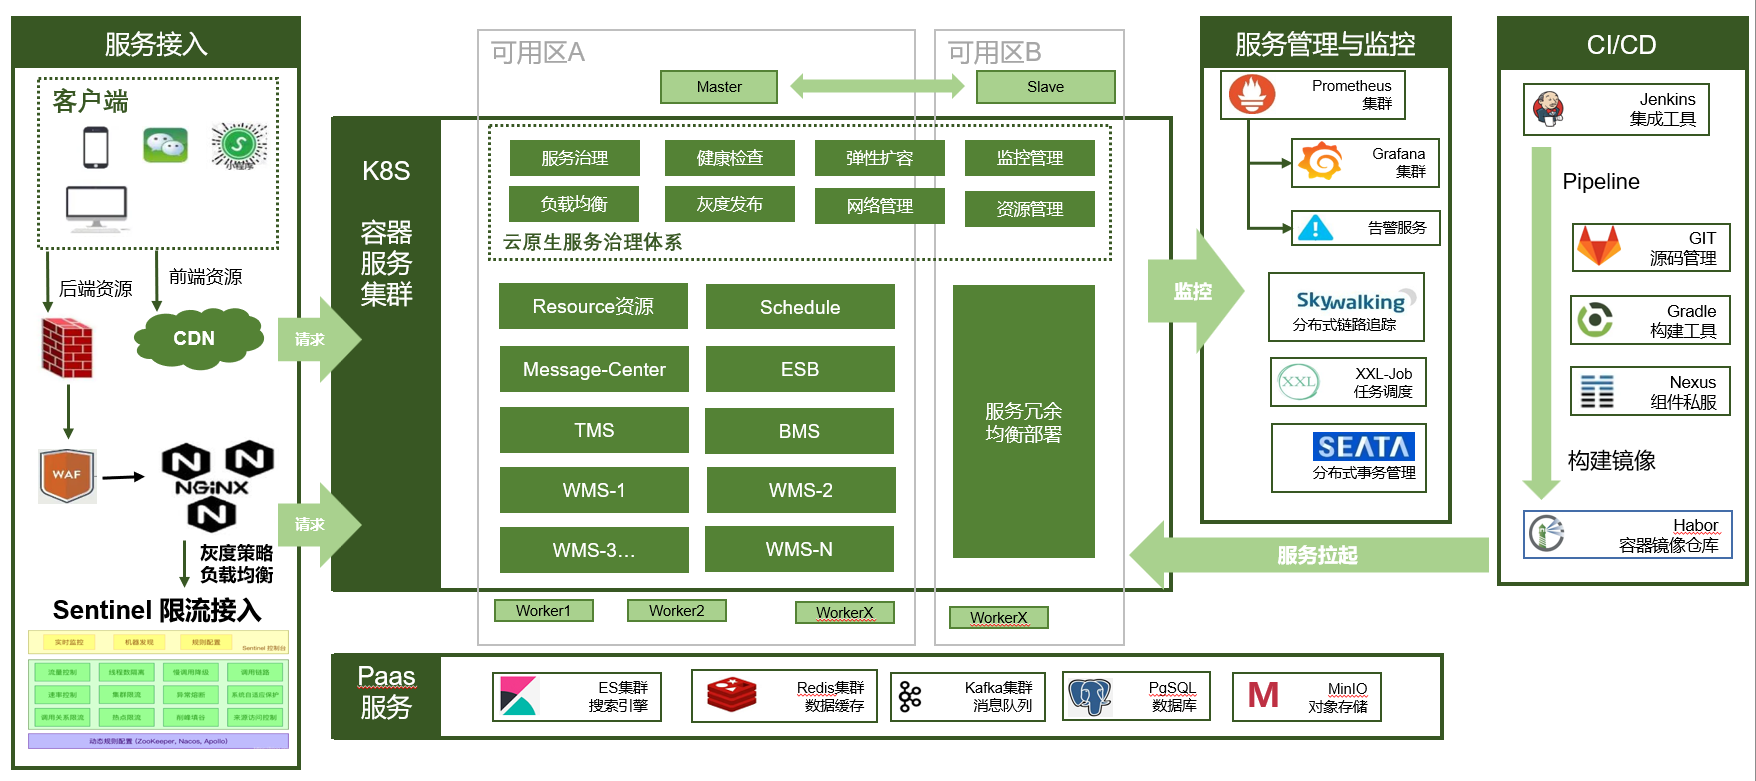 服务接入
客户端
小程序
后端资源
前端资源
CDN
WAF
NGiNX
灰度策略
负载均衡
Sentinel 限流接入
实时监控
机器发现
规则配置
Sentinel 控制台
流量控制
线程数隔离
慢调用降级
调用链路
速率控制
集群限流
异常熔断
系统自适应保护
调用关系限流
热点限流
削峰填谷
来源访问控制
动态规则配置 (ZooKeeper, Nacos, Apollo)
请求
请求
可用区A
可用区B
Master
Slave
K8S
容器
服务
集群
服务治理
健康检查
弹性扩容
监控管理
负载均衡
灰度发布
网络管理
资源管理
云原生服务治理体系
Resource资源
Schedule
Message-Center
ESB
TMS
BMS
WMS-1
WMS-2
WMS-3…
WMS-N
服务冗余
均衡部署
Worker1
Worker2
WorkerX
WorkerX
监控
服务拉起
Paas
服务
ES集群
搜索引擎
Redis集群
数据缓存
Kafka集群
消息队列
PgSQL
数据库
M
MinIO
对象存储
服务管理与监控
Prometheus
集群
Grafana
集群
告警服务
Skywalking
分布式链路追踪
XXL
XXL-Job
任务调度
SEATA
分布式事务管理
CI/CD
Jenkins
集成工具
Pipeline
GIT
源码管理
Gradle
构建工具
Nexus
组件私服
构建镜像
Habor
容器镜像仓库